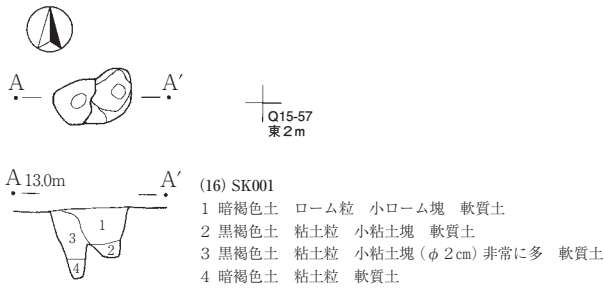 A A′
Q15-57
東2m
A 13.0m A′
(16) SK001
1 暗褐色土 ローム粒 小ローム塊 軟質土
2 黒褐色土 粘土粒 小粘土塊 軟質土
3 黒褐色土 粘土粒 小粘土塊(φ2㎝)非常に多 軟質土
4 暗褐色土 粘土粒 軟質土
1
3
2
4